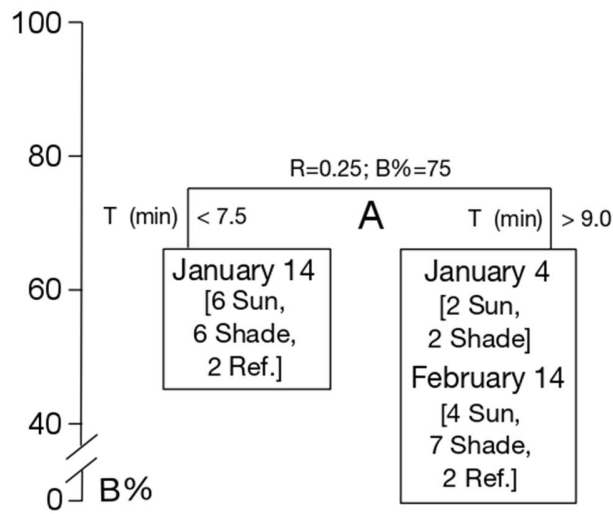 100
80
60
40
0
B%
R=0.25; B%=75
T (min) < 7.5
A
T (min) > 9.0
January 14
[6 Sun,
6 Shade,
2 Ref.]
January 4
[2 Sun,
2 Shade]
February 14
[4 Sun,
7 Shade,
2 Ref.]